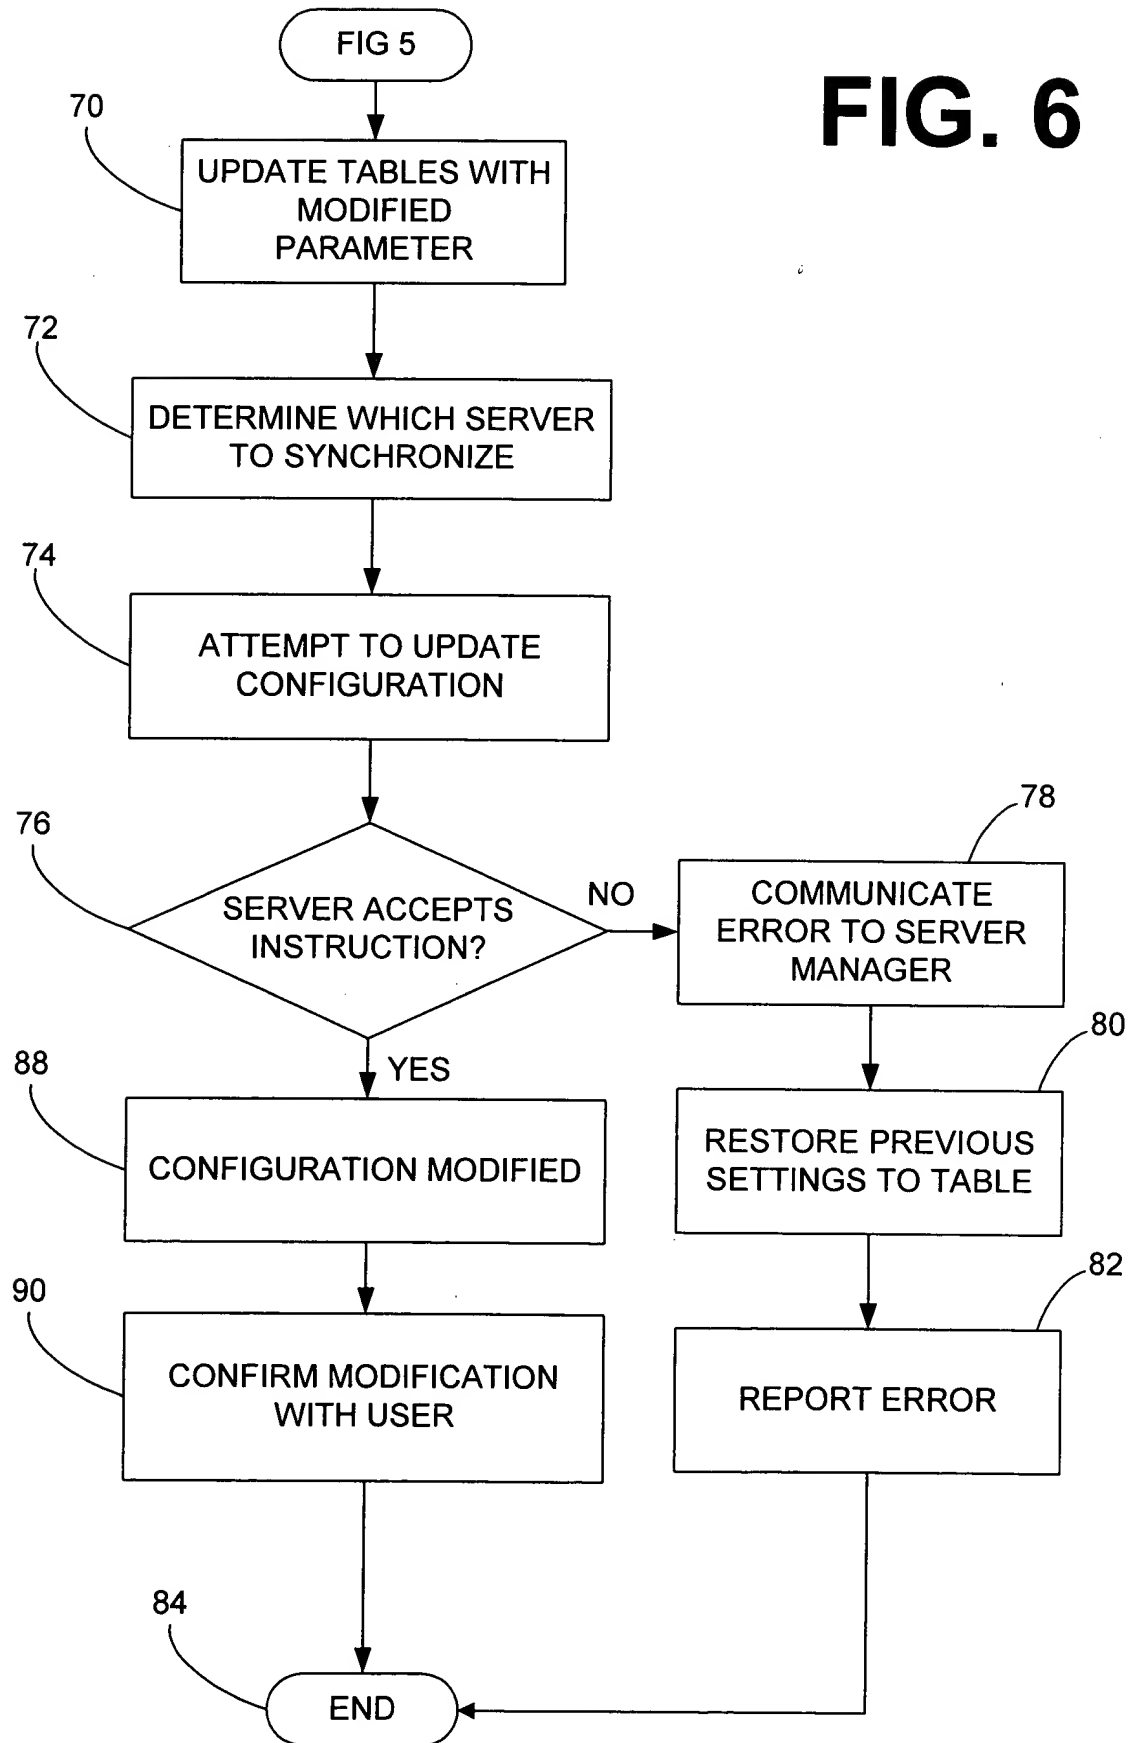 FIG 5
FIG. 6
70
UPDATE TABLES WITH
MODIFIED
PARAMETER
72
DETERMINE WHICH SERVER
TO SYNCHRONIZE
74
ATTEMPT TO UPDATE
CONFIGURATION
76
SERVER ACCEPTS
INSTRUCTION?
NO
78
COMMUNICATE
ERROR TO SERVER
MANAGER
YES
80
RESTORE PREVIOUS
SETTINGS TO TABLE
88
CONFIGURATION MODIFIED
82
REPORT ERROR
90
CONFIRM MODIFICATION
WITH USER
84
END